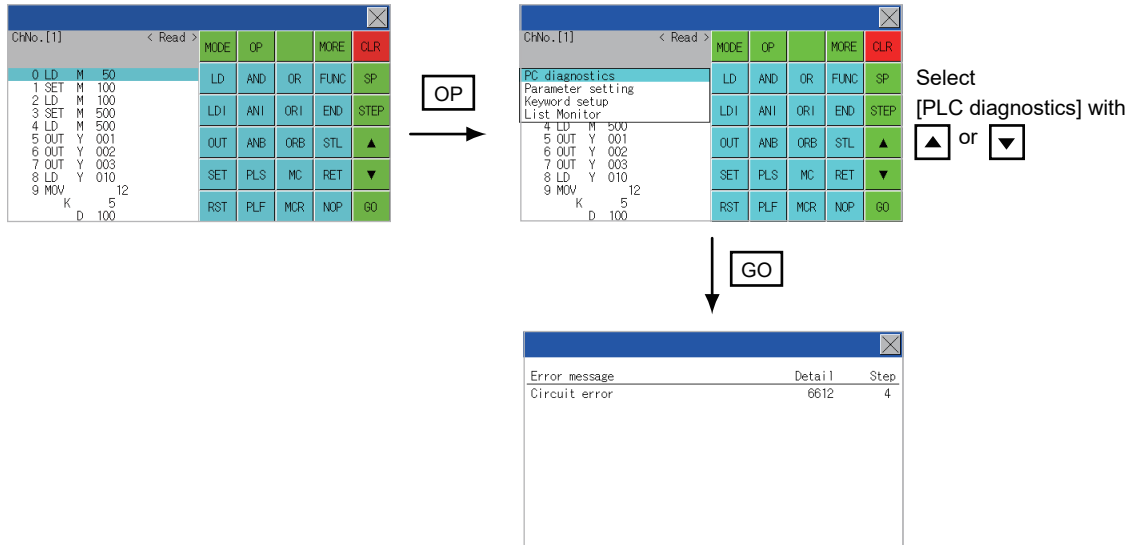 ChNo.[1] < Read >
MODE OP MORE CLR
0 LD M 50
1 SET M 100
2 LD M 100
3 SET M 500
4 LD M 500
5 OUT Y 001
6 OUT Y 002
7 OUT Y 003
8 LD Y 010
9 MOV 12
K 5
D 100
LD AND OR FUNC SP
LDI ANI ORI END STEP
OUT ANB ORB STL ▲
SET PLS MC RET ▼
RST PLF MCR NOP GO
OP
ChNo.[1] < Read >
MODE OP MORE CLR
PC diagnostics
Parameter setting
Keyword setup
List Monitor
4 LD M 500
5 OUT Y 001
6 OUT Y 002
7 OUT Y 003
8 LD Y 010
9 MOV 12
K 5
D 100
LD AND OR FUNC SP
LDI ANI ORI END STEP
OUT ANB ORB STL ▲
SET PLS MC RET ▼
RST PLF MCR NOP GO
Select
[PLC diagnostics] with
▲ or ▼
GO
Error message Detail Step
Circuit error 6612 4